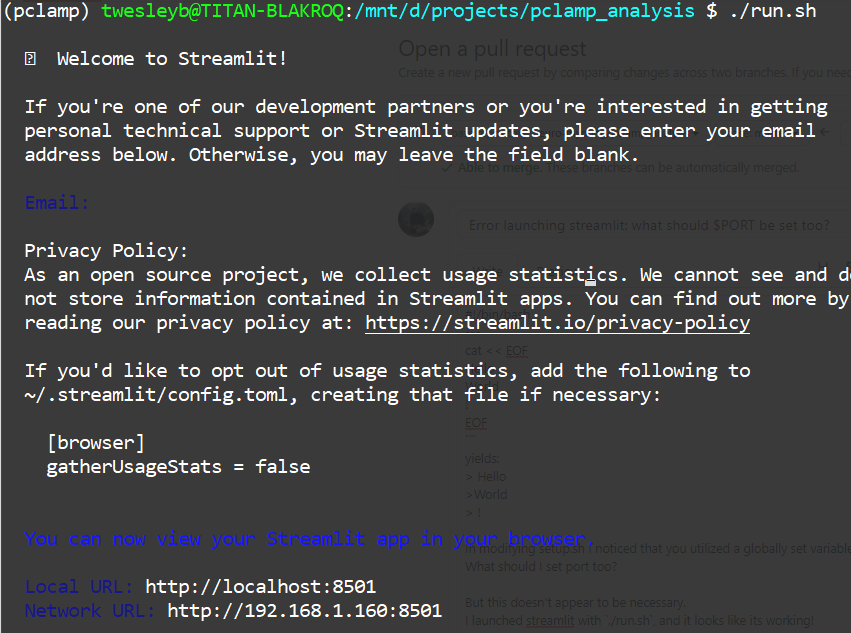 (pclamp) twesleyb@TITAN-BLAKROQ:/mnt/d/projects/pclamp_analysis $ ./run.sh
Welcome to Streamlit!
If you're one of our development partners or you're interested in getting
personal technical support or Streamlit updates, please enter your email
address below. Otherwise, you may leave the field blank.
Email:
Privacy Policy:
As an open source project, we collect usage statistics. We cannot see and do
not store information contained in Streamlit apps. You can find out more by
reading our privacy policy at: https://streamlit.io/privacy-policy
If you'd like to opt out of usage statistics, add the following to
~/.streamlit/config.toml, creating that file if necessary:
[browser]
gatherUsageStats = false
You can now view your Streamlit app in your browser.
Local URL: http://localhost:8501
Network URL: http://192.168.1.160:8501
Open a pull request
Create a new pull request by comparing changes across two branches. If you need
Able to merge. These branches can be automatically merged.
Error launching streamlit: what should $PORT be set too?
#!/bin/bash
cat << EOF
EOF
yields:
> Hello
>World
> !
In modifying setup.sh I noticed that you utilized a globally set variable
What should I set port too?
But this doesn't appear to be necessary.
I launched streamlit with `./run.sh`, and it looks like its working!